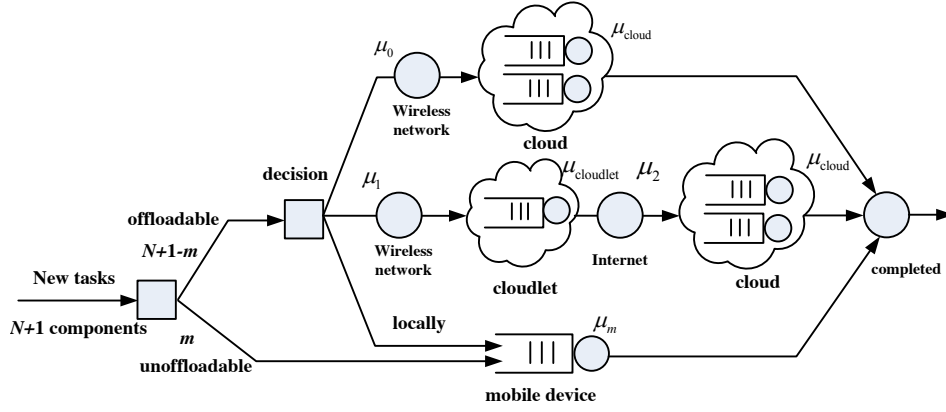 μ0
μcloud
Wireless
network
cloud
decision
μ1
μcloudlet
μ2
μcloud
offloadable
N+1-m
Wireless
network
cloudlet
Internet
cloud
completed
New tasks
N+1 components
m
unoffloadable
locally
μm
mobile device